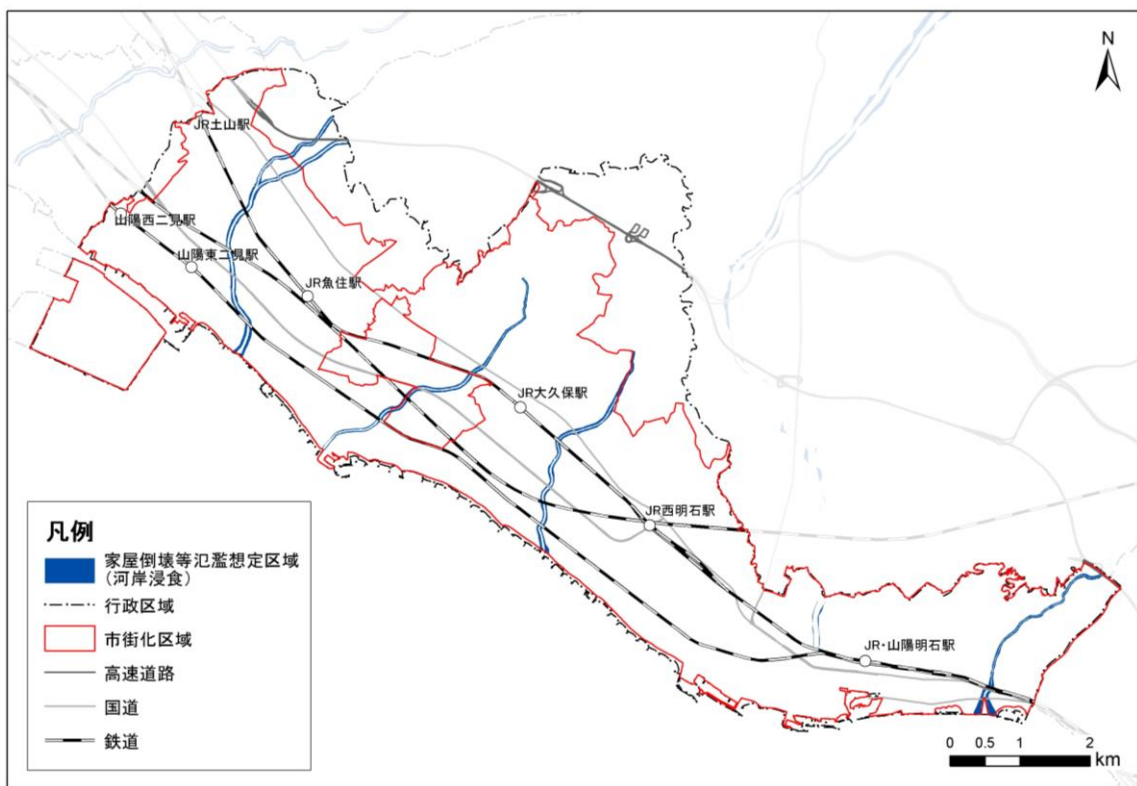 N
JR土山駅
山陽西二見駅
山陽東二見駅
JR魚住駅
JR大久保駅
JR西明石駅
JR・山陽明石駅
凡例
家屋倒壊等氾濫想定区域
(河岸浸食)
行政区域
市街化区域
高速道路
国道
鉄道
0 0.5 1 2
km